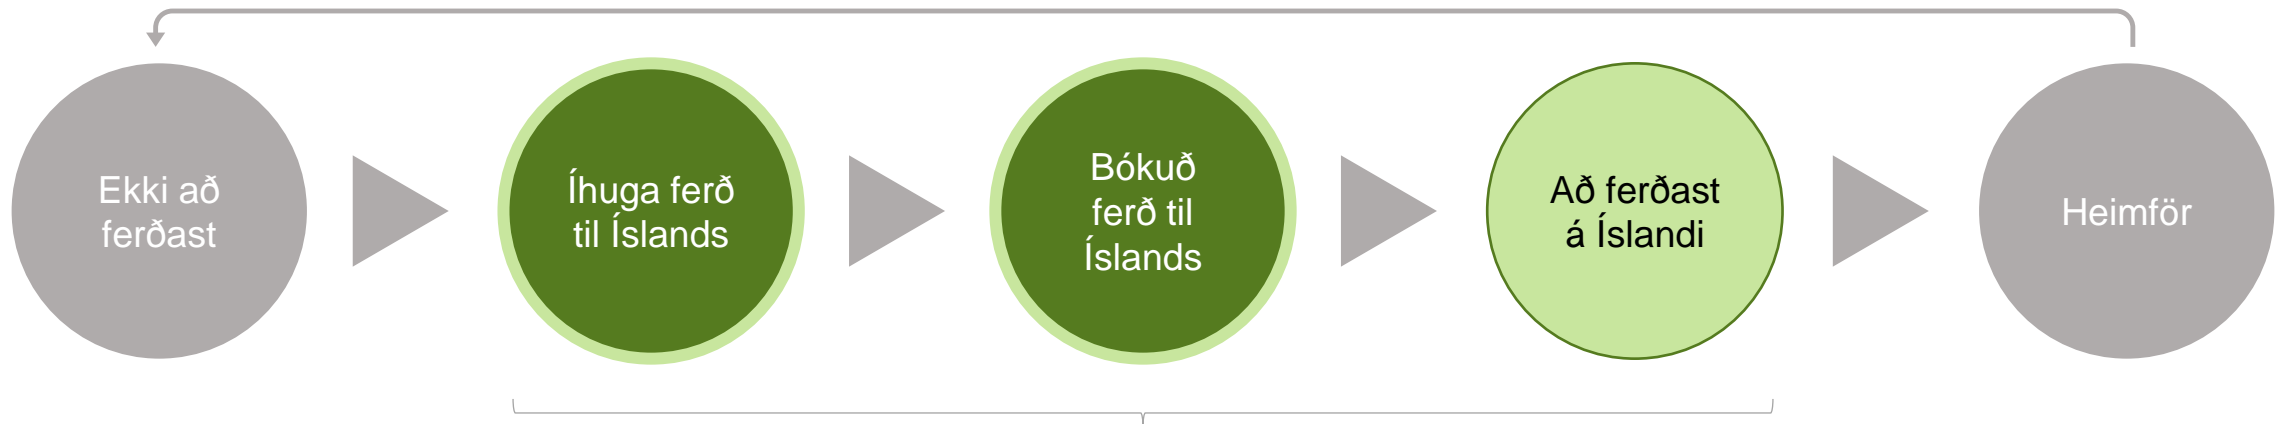 Ekki að
ferðast
Íhuga ferð
til Íslands
Bókuð
ferð til
Íslands
Að ferðast
á Íslandi
Heimför